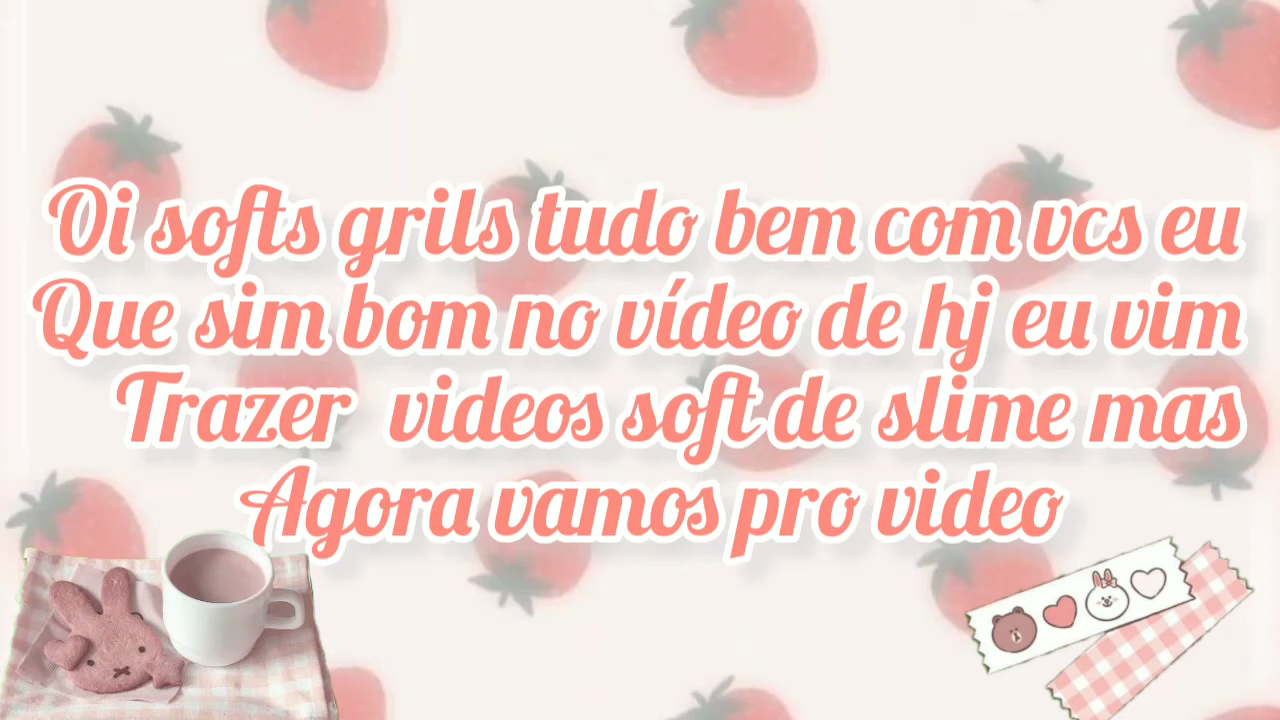 Oi softs grils tudo bem com vcs eu
Que sim bom no vídeo de hj eu vim
Trazer videos soft de slime mas
Agora vamos pro video